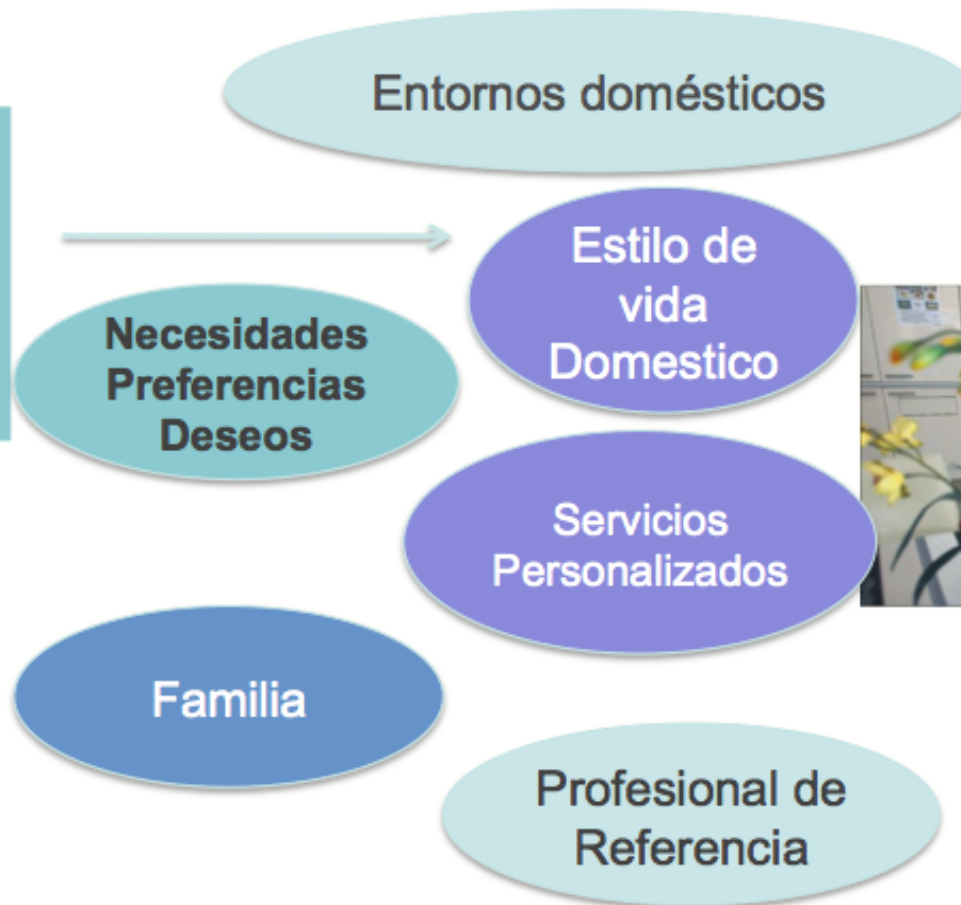 Entornos domésticos
Estilo de
vida
Domestico
Necesidades
Preferencias
Deseos
Servicios
Personalizados
Familia
Profesional de
Referencia